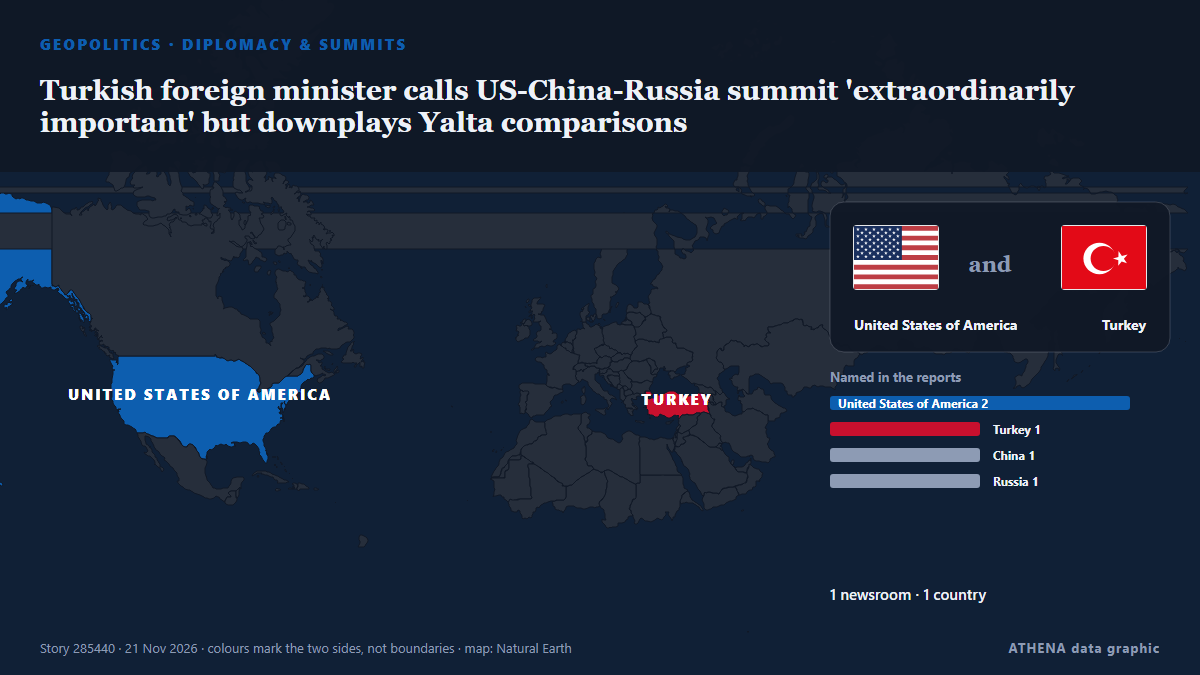 GEOPOLITICS · DIPLOMACY & SUMMITS
Turkish foreign minister calls US-China-Russia summit 'extraordinarily
important' but downplays Yalta comparisons
and
United States of America
Turkey
UNITED STATES OF AMERICA
TURKEY
Named in the reports
United States of America 2
Turkey 1
China 1
Russia 1
1 newsroom · 1 country
Story 285440 · 21 Nov 2026 · colours mark the two sides, not boundaries · map: Natural Earth
ATHENA data graphic